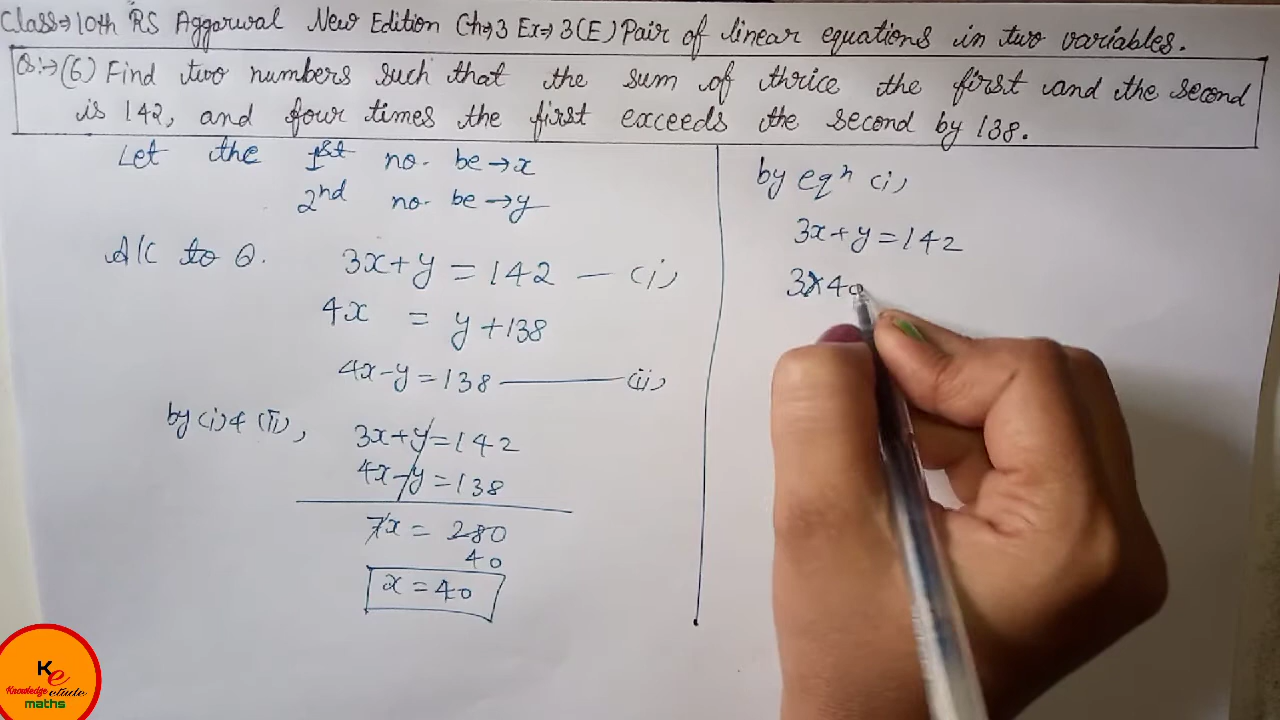 Class→10th RS Aggarwal New Edition Ch→3 Ex→3(E) Pair of linear equations in two variables.
Q:→(6) Find two numbers such that the sum of thrice the first and the second
is 142, and four times the first exceeds the second by 138.
Let the 1st no. be→x
2nd no. be→y
A/C to Q. 3x+y=142 — (i)
4x = y+138
4x-y=138 — (ii)
by (i) & (ii),
3x+y=142
4x-y=138
7x = 280
40
x=40
by eqn (i)
3x+y=142
3×40
Ke
Knowledge etude
maths